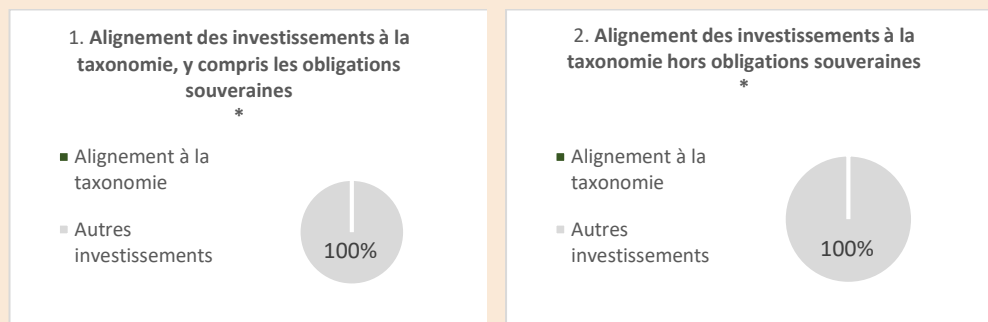 1. Alignement des investissements à la
taxonomie, y compris les obligations
souveraines
*
Alignement à la
taxonomie
Autres
investissements
100%
2. Alignement des investissements à la
taxonomie hors obligations souveraines
*
Alignement à la
taxonomie
Autres
investissements
100%